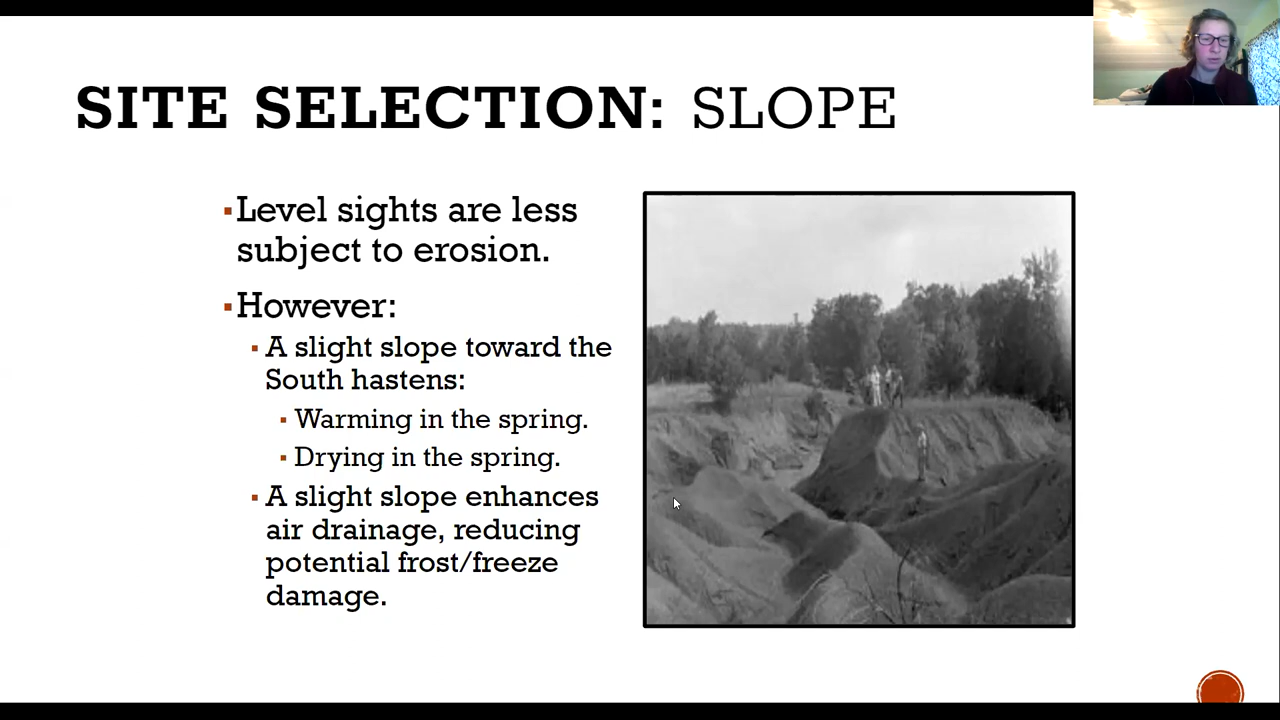 SITE SELECTION: SLOPE
Level sights are less
subject to erosion.
However:
A slight slope toward the
South hastens:
Warming in the spring.
Drying in the spring.
A slight slope enhances
air drainage, reducing
potential frost/freeze
damage.